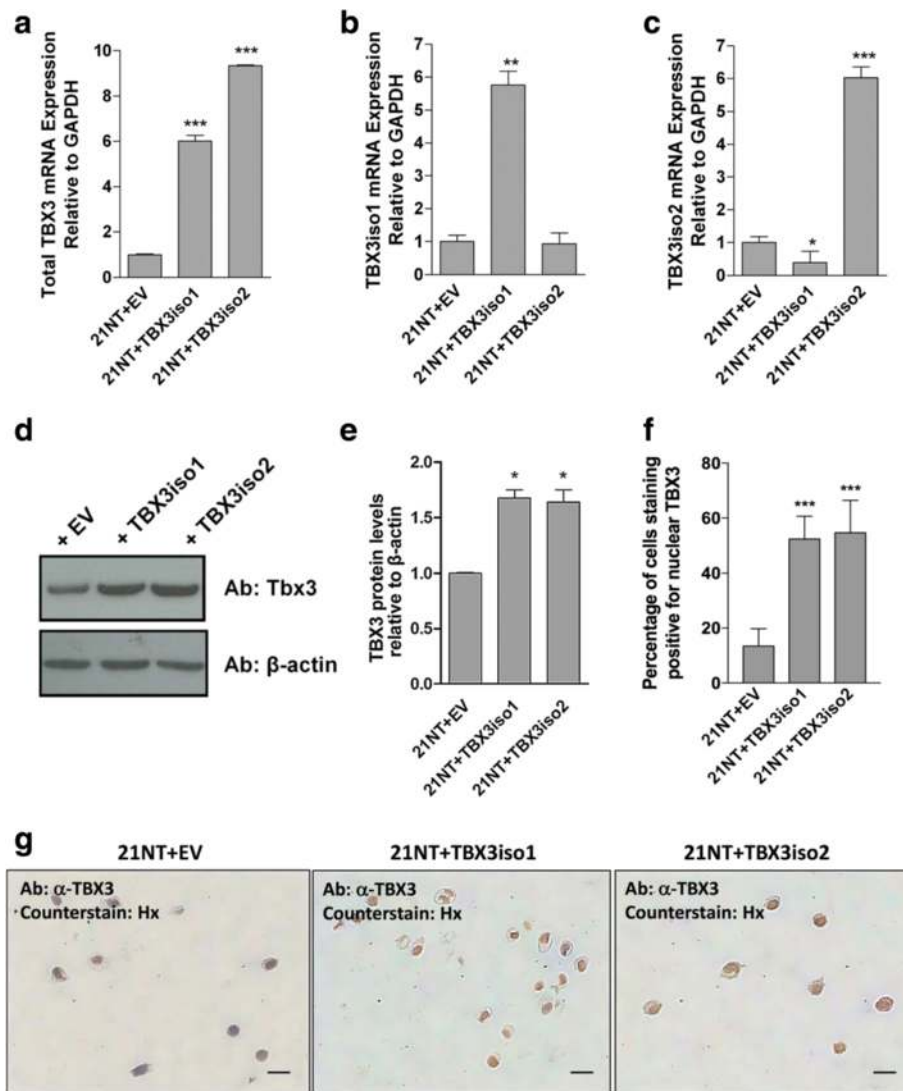 a
Total TBX3 mRNA Expression
Relative to GAPDH
10
8
6
4
2
0
***
***
21NT+EV
21NT+TBX3iso1
21NT+TBX3iso2
b
TBX3iso1 mRNA Expression
Relative to GAPDH
7
6
5
4
3
2
1
0
**
21NT+EV
21NT+TBX3iso1
21NT+TBX3iso2
c
TBX3iso2 mRNA Expression
Relative to GAPDH
7
6
5
4
3
2
1
0
*
***
21NT+EV
21NT+TBX3iso1
21NT+TBX3iso2
d
+ EV
+ TBX3iso1
+ TBX3iso2
Ab: Tbx3
Ab: β-actin
e
TBX3 protein levels
relative to β-actin
2.0
1.5
1.0
0.5
0.0
*
*
21NT+EV
21NT+TBX3iso1
21NT+TBX3iso2
f
Percentage of cells staining
positive for nuclear TBX3
80
60
40
20
0
***
***
21NT+EV
21NT+TBX3iso1
21NT+TBX3iso2
g
21NT+EV
Ab: α-TBX3
Counterstain: Hx
21NT+TBX3iso1
Ab: α-TBX3
Counterstain: Hx
21NT+TBX3iso2
Ab: α-TBX3
Counterstain: Hx